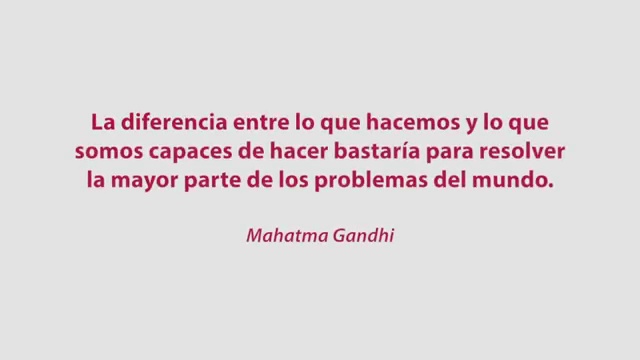 La diferencia entre lo que hacemos y lo que
somos capaces de hacer bastaría para resolver
la mayor parte de los problemas del mundo.
Mahatma Gandhi